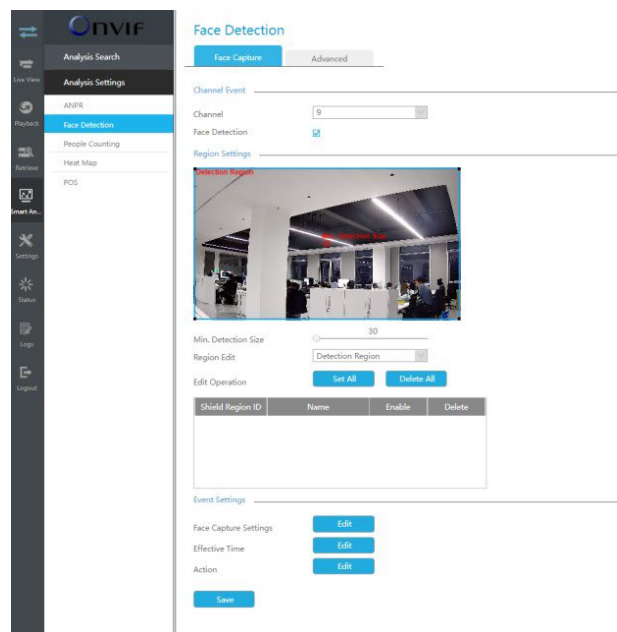 Onvif
Face Detection
Analysis Search
Face Capture
Advanced
Live View
Analysis Settings
Channel Event
ANPR
Channel
9
Playback
Face Detection
Face Detection
People Counting
Region Settings
Retrieve
Heat Map
Detection Region
POS
Smart An...
Detection Size
Settings
Status
Logs
Min. Detection Size
30
Region Edit
Detection Region
Logout
Edit Operation
Set All
Delete All
Shield Region ID
Name
Enable
Delete
Event Settings
Face Capture Settings
Edit
Effective Time
Edit
Action
Edit
Save